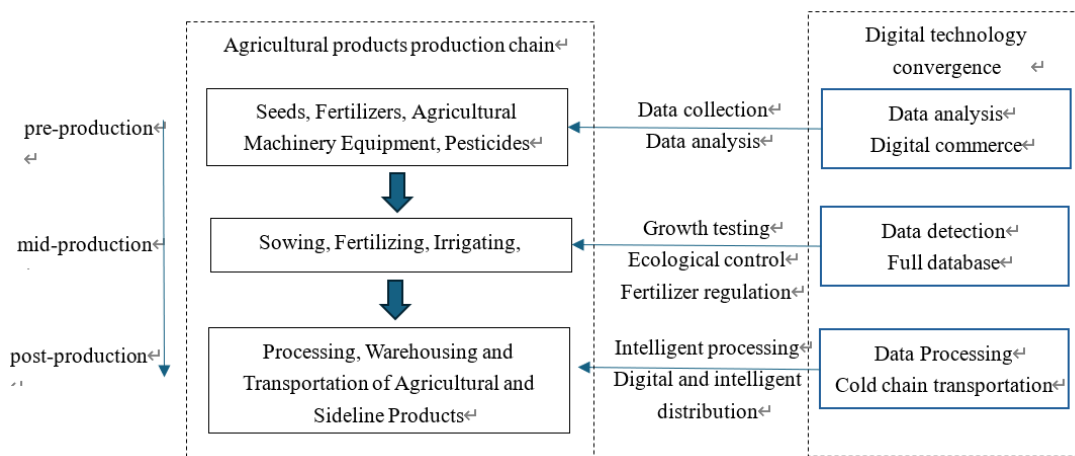 Agricultural products production chain↵
Digital technology
convergence ↵
pre-production↵
↵
Seeds, Fertilizers, Agricultural
Machinery Equipment, Pesticides↵
Data collection↵
Data analysis↵
Data analysis↵
Digital commerce↵
mid-production↵
Sowing, Fertilizing, Irrigating,
Growth testing↵
Ecological control↵
Fertilizer regulation↵
Data detection↵
Full database↵
post-production↵
Processing, Warehousing and
Transportation of Agricultural and
Sideline Products↵
Intelligent processing↵
Digital and intelligent
distribution↵
Data Processing↵
Cold chain transportation↵